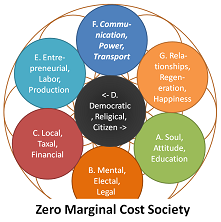 F. Commu-
nication,
Power,
Transport
E. Entre-
preneurial,
Labor,
Production
G. Rela-
tionships,
Regen-
eration,
Happiness
<- D.
Democratic
, Religical,
Citizen ->
C. Local,
Taxal,
Financial
A. Soul,
Attitude,
Education
B. Mental,
Electal,
Legal
Zero Marginal Cost Society